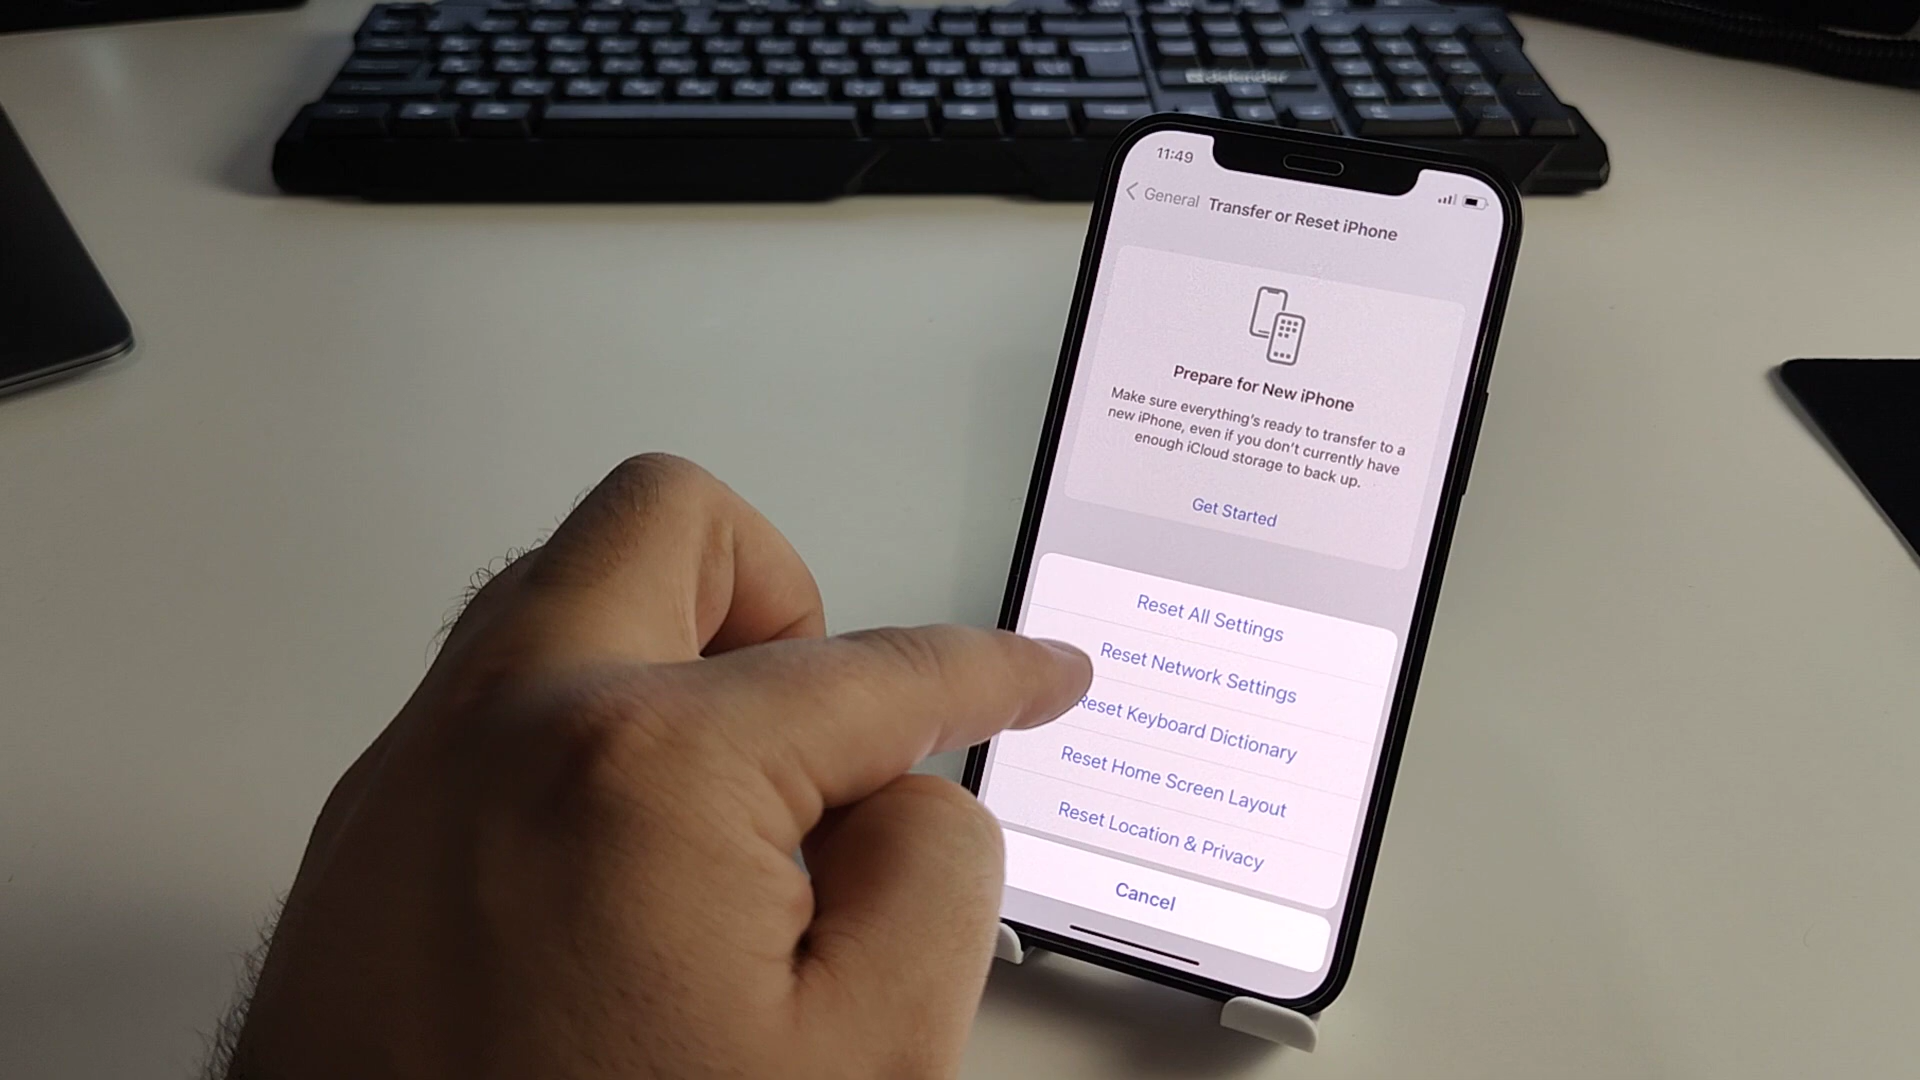 defender
11:49
General Transfer or Reset iPhone
Prepare for New iPhone
Make sure everything's ready to transfer to a
new iPhone, even if you don't currently have
enough iCloud storage to back up.
Get Started
Reset All Settings
Reset Network Settings
Reset Keyboard Dictionary
Reset Home Screen Layout
Reset Location & Privacy
Cancel